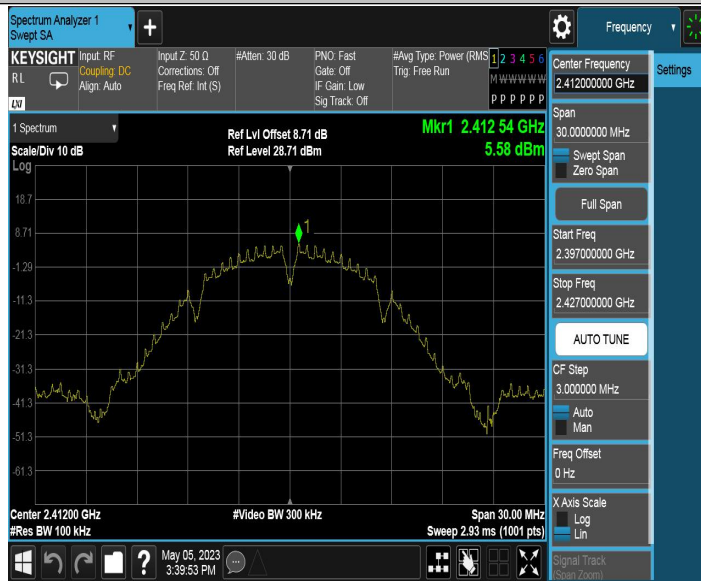 Spectrum Analyzer 1
Swept SA
+
Frequency
KEYSIGHT
RL
LXI
Input: RF
Coupling: DC
Align: Auto
Input Z: 50 Ω
Corrections: Off
Freq Ref: Int (S)
#Atten: 30 dB
PNO: Fast
Gate: Off
IF Gain: Low
Sig Track: Off
#Avg Type: Power (RMS
Trig: Free Run
1 2 3 4 5 6
M W W W W W
P P P P P P
Center Frequency
2.412000000 GHz
Settings
Span
30.0000000 MHz
Swept Span
Zero Span
Full Span
Start Freq
2.397000000 GHz
Stop Freq
2.427000000 GHz
AUTO TUNE
CF Step
3.000000 MHz
Auto
Man
Freq Offset
0 Hz
X Axis Scale
Log
Lin
Signal Track
(Span Zoom)
1 Spectrum
Scale/Div 10 dB
Log
Ref Lvl Offset 8.71 dB
Ref Level 28.71 dBm
Mkr1 2.412 54 GHz
5.58 dBm
18.7
8.71
-1.29
-11.3
-21.3
-31.3
-41.3
-51.3
-61.3
1
Center 2.41200 GHz
#Res BW 100 kHz
#Video BW 300 kHz
Span 30.00 MHz
Sweep 2.93 ms (1001 pts)
?
May 05, 2023
3:39:53 PM